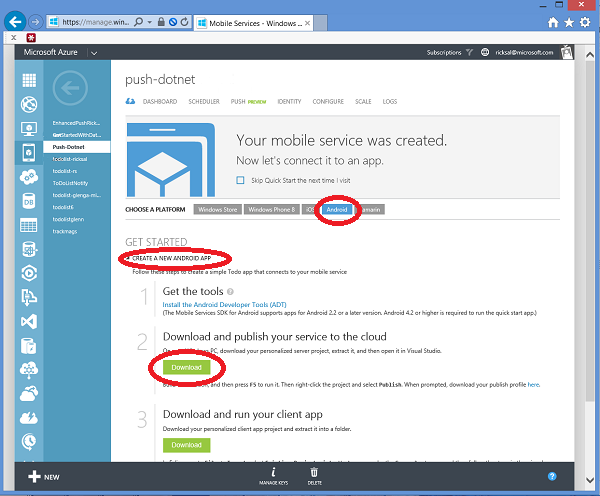 https://manage.win...
Mobile Services - Windows ...
x
Microsoft Azure
Subscriptions
ricksal@microsoft.com
push-dotnet
DASHBOARD SCHEDULER PUSH PREVIEW IDENTITY CONFIGURE SCALE LOGS
EnhancedPushRick...
GetStartedWithDat...
Push-Dotnet
todolist-ricksal
todolist-rs
ToDoListNotify
todolist-glenga-mi...
todolist6
todolistglenn
trackmags
Your mobile service was created.
Now let's connect it to an app.
Skip Quick Start the next time I visit
CHOOSE A PLATFORM Windows Store Windows Phone 8 iOS Android
GET STARTED
CREATE A NEW ANDROID APP
Follow these steps to create a simple Todo app that connects to your mobile service
1 Get the tools ?
Install the Android Developer Tools (ADT)
(The Mobile Services SDK for Android supports apps for Android 2.2 or a later version. Android 4.2 or higher is required to run the quick start app.)
2 Download and publish your service to the cloud
PC, download your personalized server project, extract it, and then open it in Visual Studio.
Download
and then press F5 to run it. Then right-click the project and select Publish. When prompted, download your publish profile here.
3 Download and run your client app
Download your personalized client app project and extract it into a folder.
Download
DB
NEW
MANAGE KEYS
DELETE
?